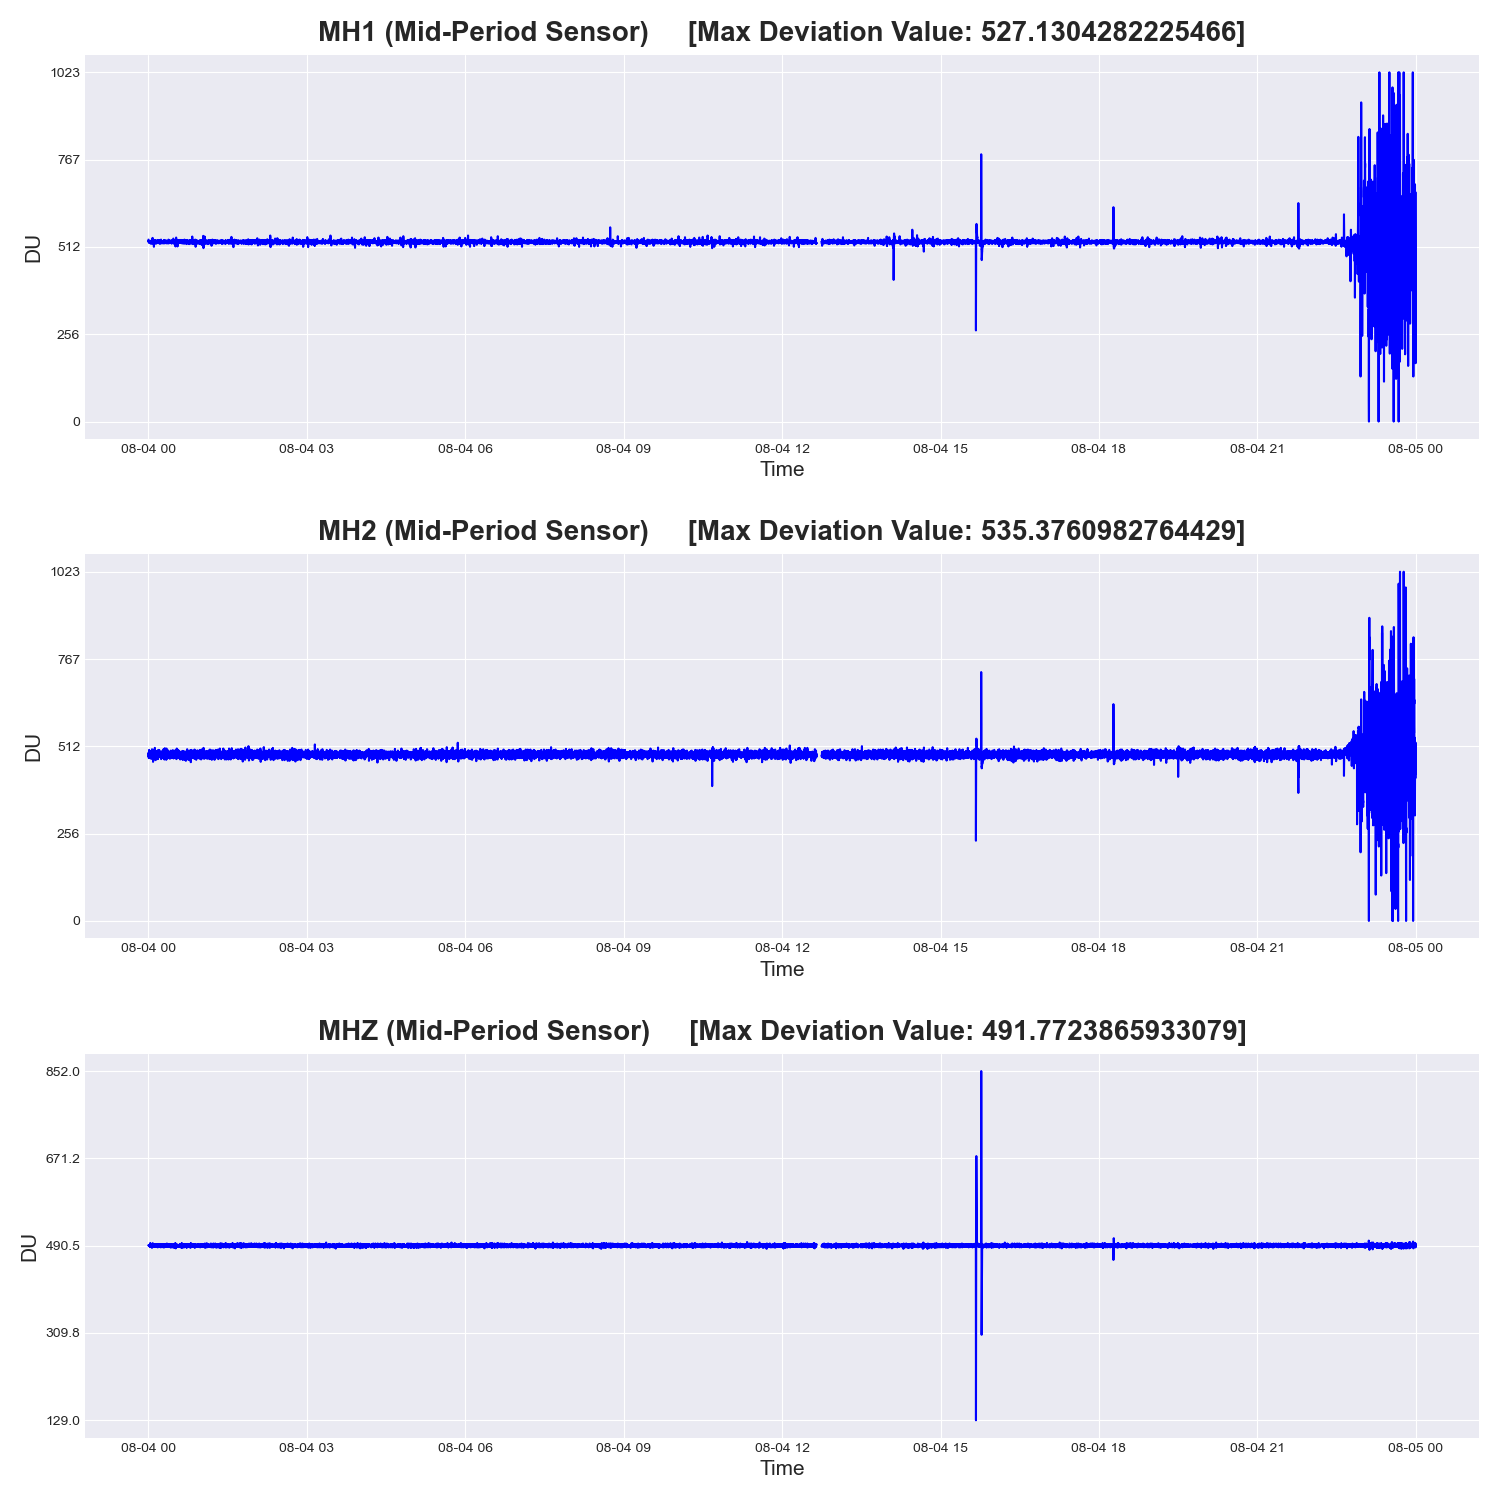 MH1 (Mid-Period Sensor) [Max Deviation Value: 527.1304282225466]
1023
767
512
256
0
DU
08-04 00 08-04 03 08-04 06 08-04 09 08-04 12 08-04 15 08-04 18 08-04 21 08-05 00
Time
MH2 (Mid-Period Sensor) [Max Deviation Value: 535.3760982764429]
1023
767
512
256
0
DU
08-04 00 08-04 03 08-04 06 08-04 09 08-04 12 08-04 15 08-04 18 08-04 21 08-05 00
Time
MHZ (Mid-Period Sensor) [Max Deviation Value: 491.7723865933079]
852.0
671.2
490.5
309.8
129.0
DU
08-04 00 08-04 03 08-04 06 08-04 09 08-04 12 08-04 15 08-04 18 08-04 21 08-05 00
Time